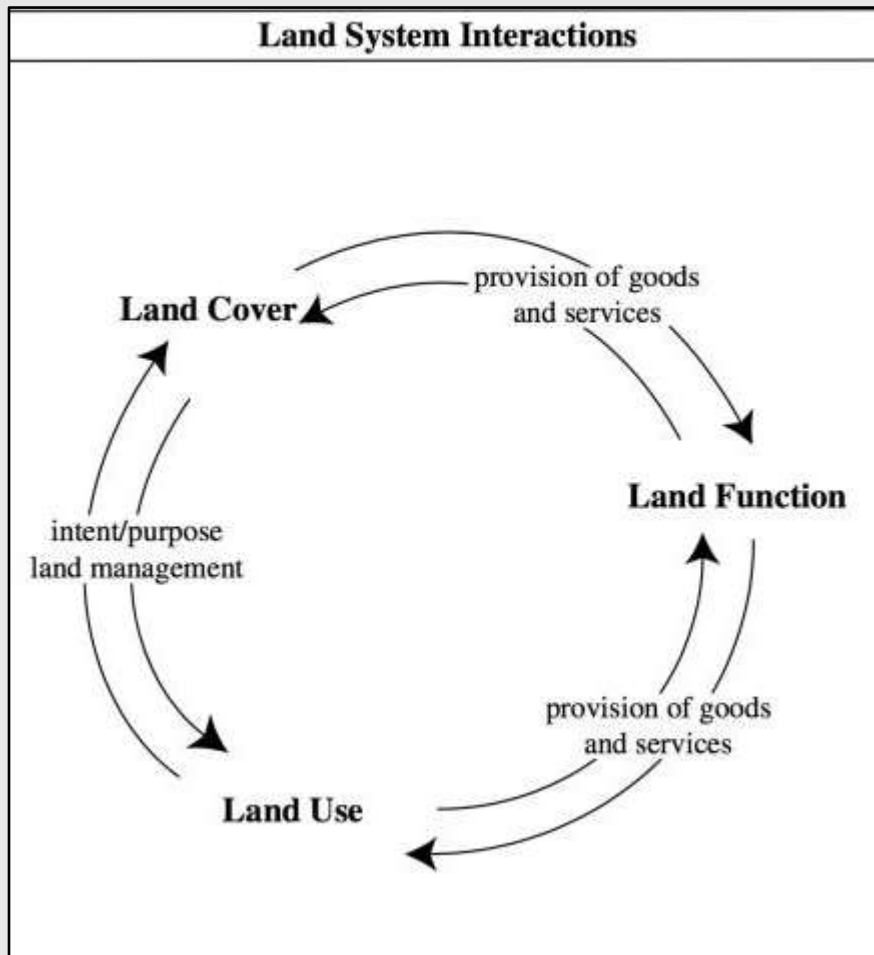 Land System Interactions
provision of goods
and services
Land Cover
Land Function
intent/purpose
land management
provision of goods
and services
Land Use